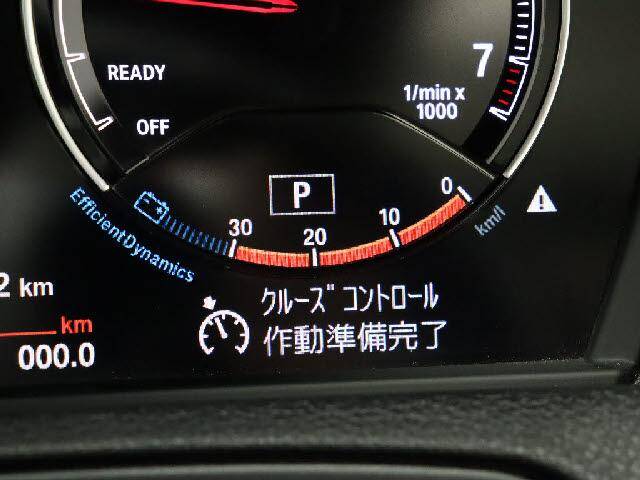 READY
7
1/min x
1000
OFF
P
0
10
20
30
km/l
EfficientDynamics
2 km
km
000.0
クルーズ コントロール
作動準備完了